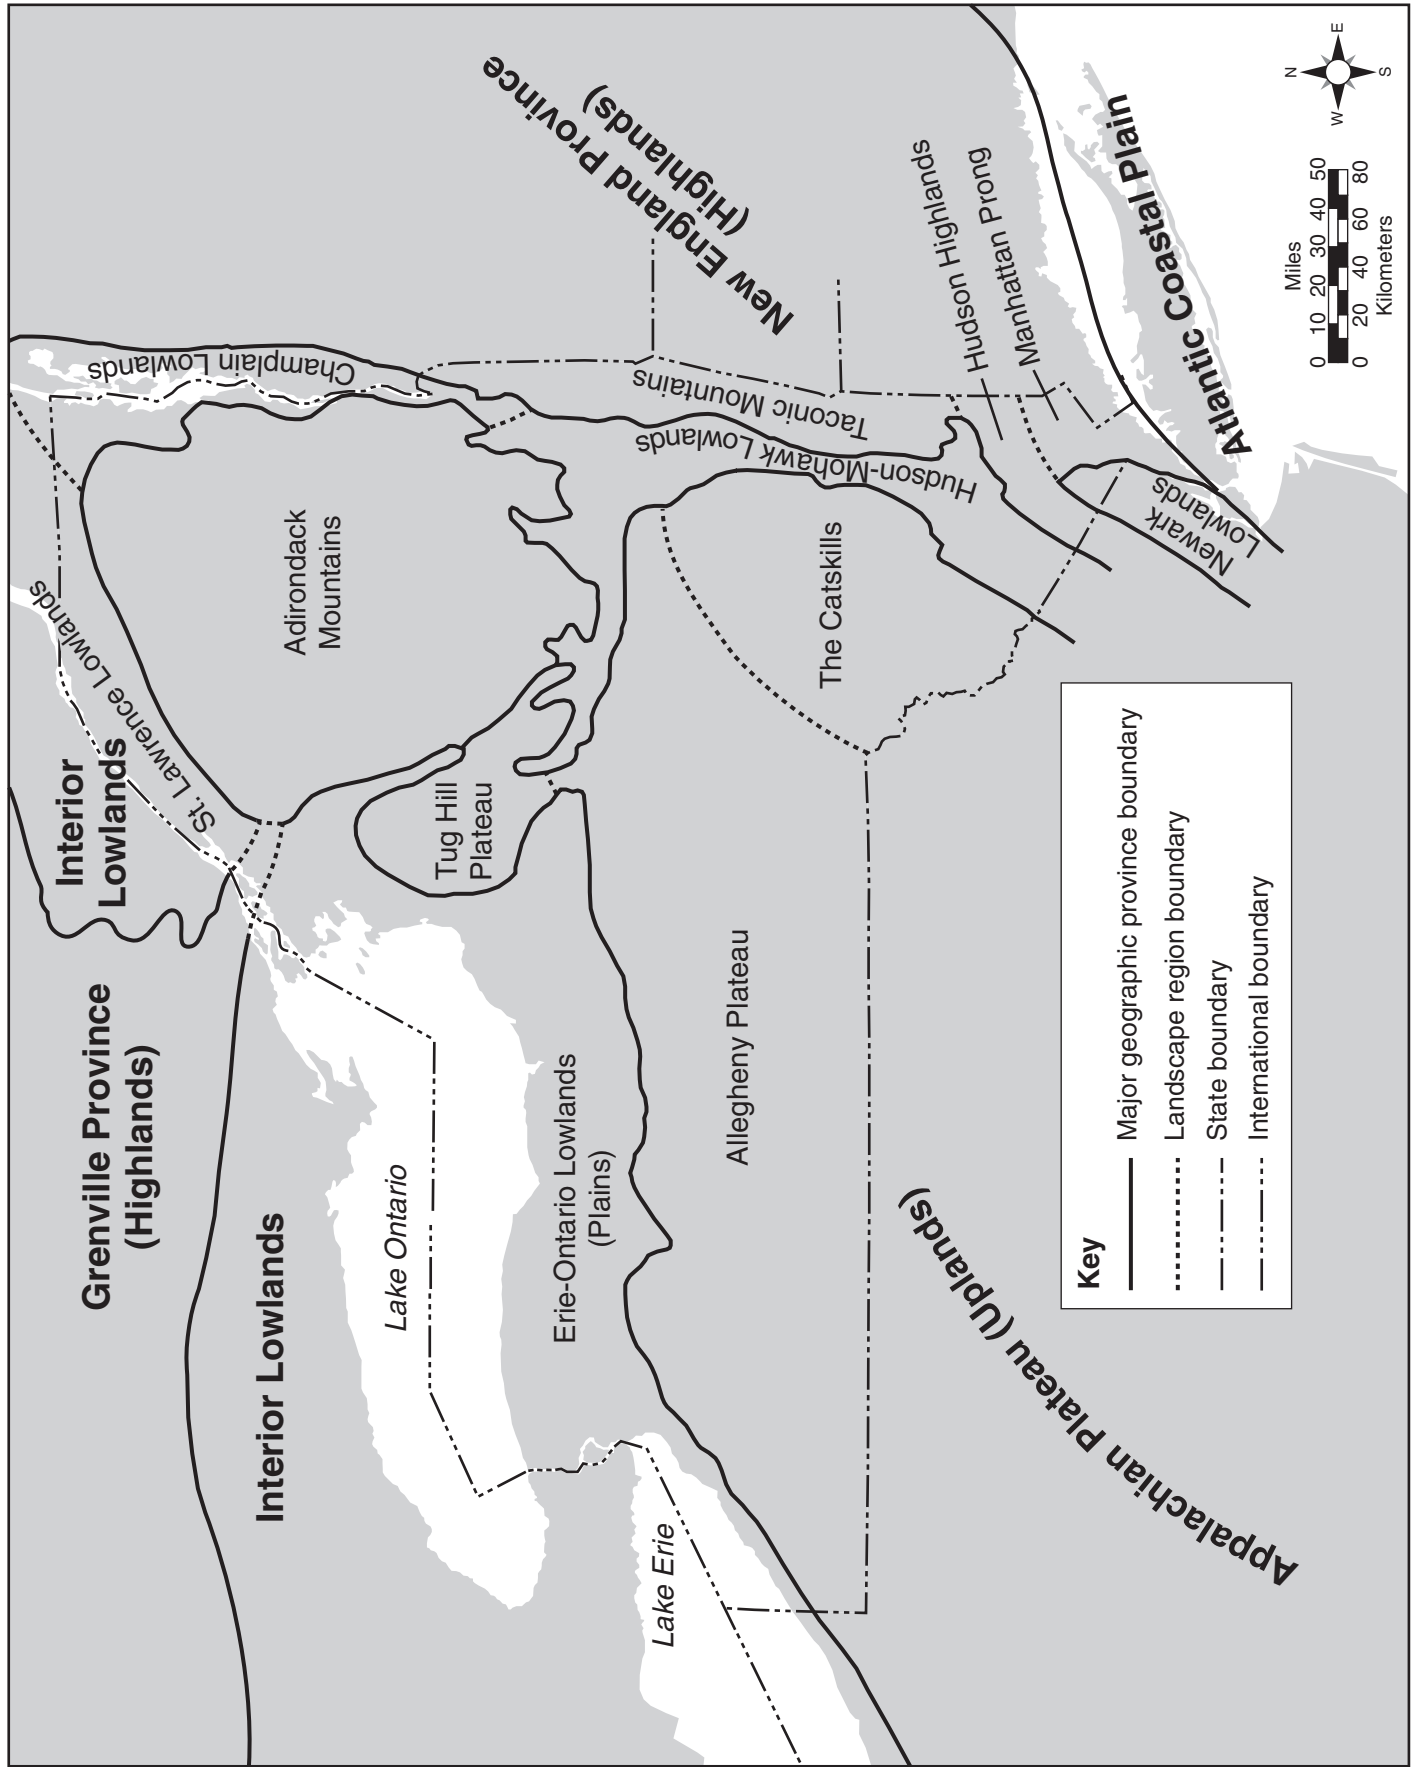 Grenville Province
(Highlands)
Interior
Lowlands
St. Lawrence Lowlands
Champlain Lowlands
Adirondack
Mountains
Interior Lowlands
Lake Ontario
Tug Hill
Plateau
Erie-Ontario Lowlands
(Plains)
Lake Erie
Allegheny Plateau
The Catskills
Hudson-Mohawk Lowlands
Taconic Mountains
New England Province
(Highlands)
Hudson Highlands
Manhattan Prong
Newark
Lowlands
Atlantic Coastal Plain
Appalachian Plateau (Uplands)
Key
Major geographic province boundary
Landscape region boundary
State boundary
International boundary
Miles
0 10 20 30 40 50
0 20 40 60 80
Kilometers
N
W
E
S